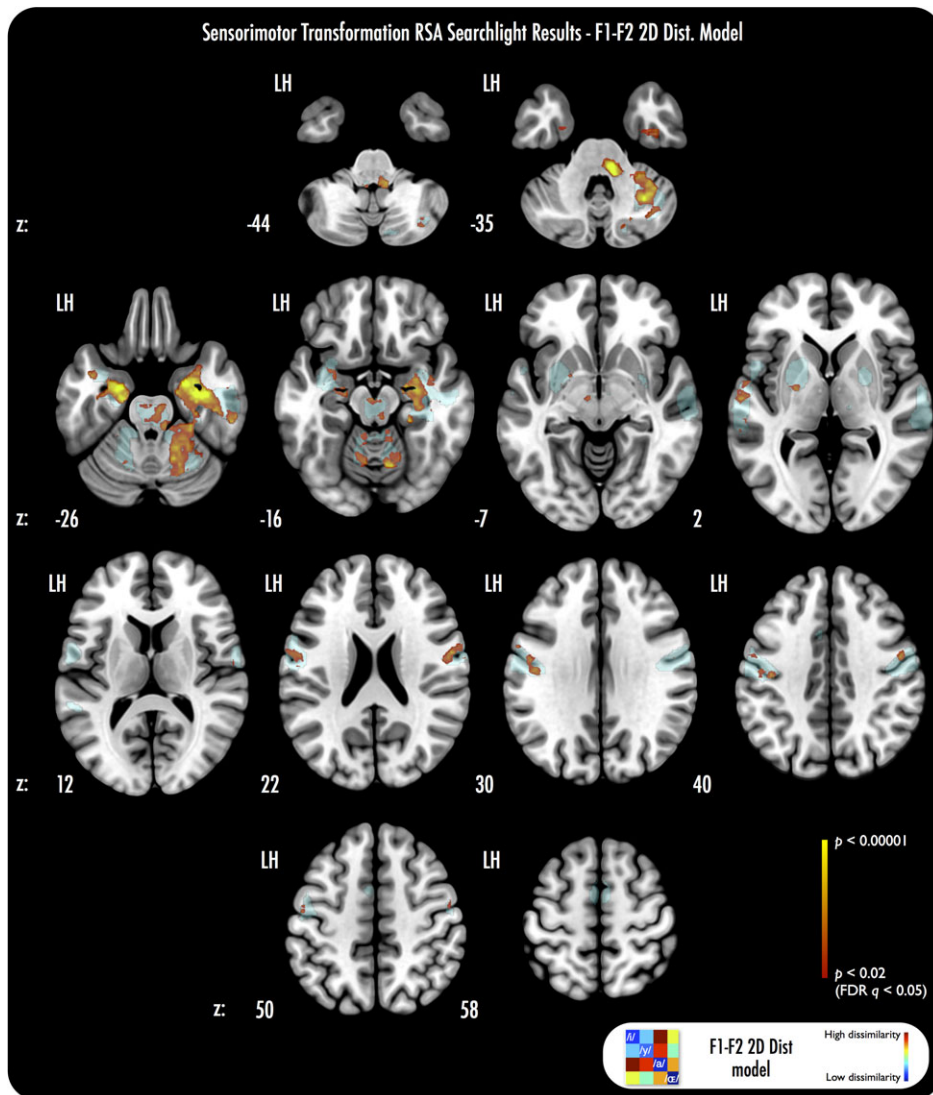 Sensorimotor Transformation RSA Searchlight Results - F1-F2 2D Dist. Model
LH LH
z: -44 -35
LH LH LH LH
z: -26 -16 -7 2
LH LH LH LH
z: 12 22 30 40
LH LH
z: 50 58
p < 0.00001
p < 0.02
(FDR q < 0.05)
/i/
/y/
/a/
/œ/
F1-F2 2D Dist
model
High dissimilarity
Low dissimilarity